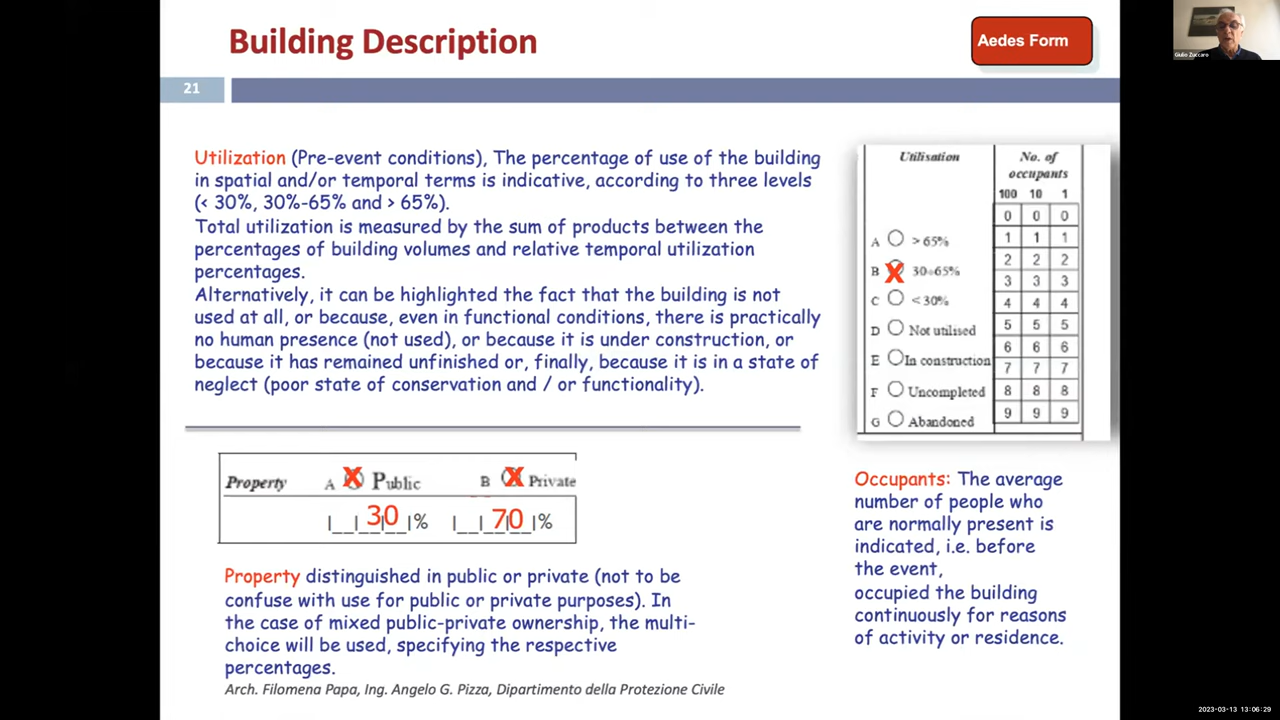 Building Description
Aedes Form
Giulio Zuccaro
21
Utilization (Pre-event conditions), The percentage of use of the building
in spatial and/or temporal terms is indicative, according to three levels
(< 30%, 30%-65% and > 65%).
Total utilization is measured by the sum of products between the
percentages of building volumes and relative temporal utilization
percentages.
Alternatively, it can be highlighted the fact that the building is not
used at all, or because, even in functional conditions, there is practically
no human presence (not used), or because it is under construction, or
because it has remained unfinished or, finally, because it is in a state of
neglect (poor state of conservation and / or functionality).
Utilisation No. of
occupants
100 10 1
0 0 0
A > 65% 1 1 1
2 2 2
B X 30-65% 3 3 3
C < 30% 4 4 4
D Not utilised 5 5 5
6 6 6
E In construction 7 7 7
F Uncompleted 8 8 8
G Abandoned 9 9 9
Property A X Public B X Private
|__|30|__|% |__|70|__|%
Property distinguished in public or private (not to be
confuse with use for public or private purposes). In
the case of mixed public-private ownership, the multi-
choice will be used, specifying the respective
percentages.
Arch. Filomena Papa, Ing. Angelo G. Pizza, Dipartimento della Protezione Civile
Occupants: The average
number of people who
are normally present is
indicated, i.e. before
the event,
occupied the building
continuously for reasons
of activity or residence.
2023-03-13 13:06:29